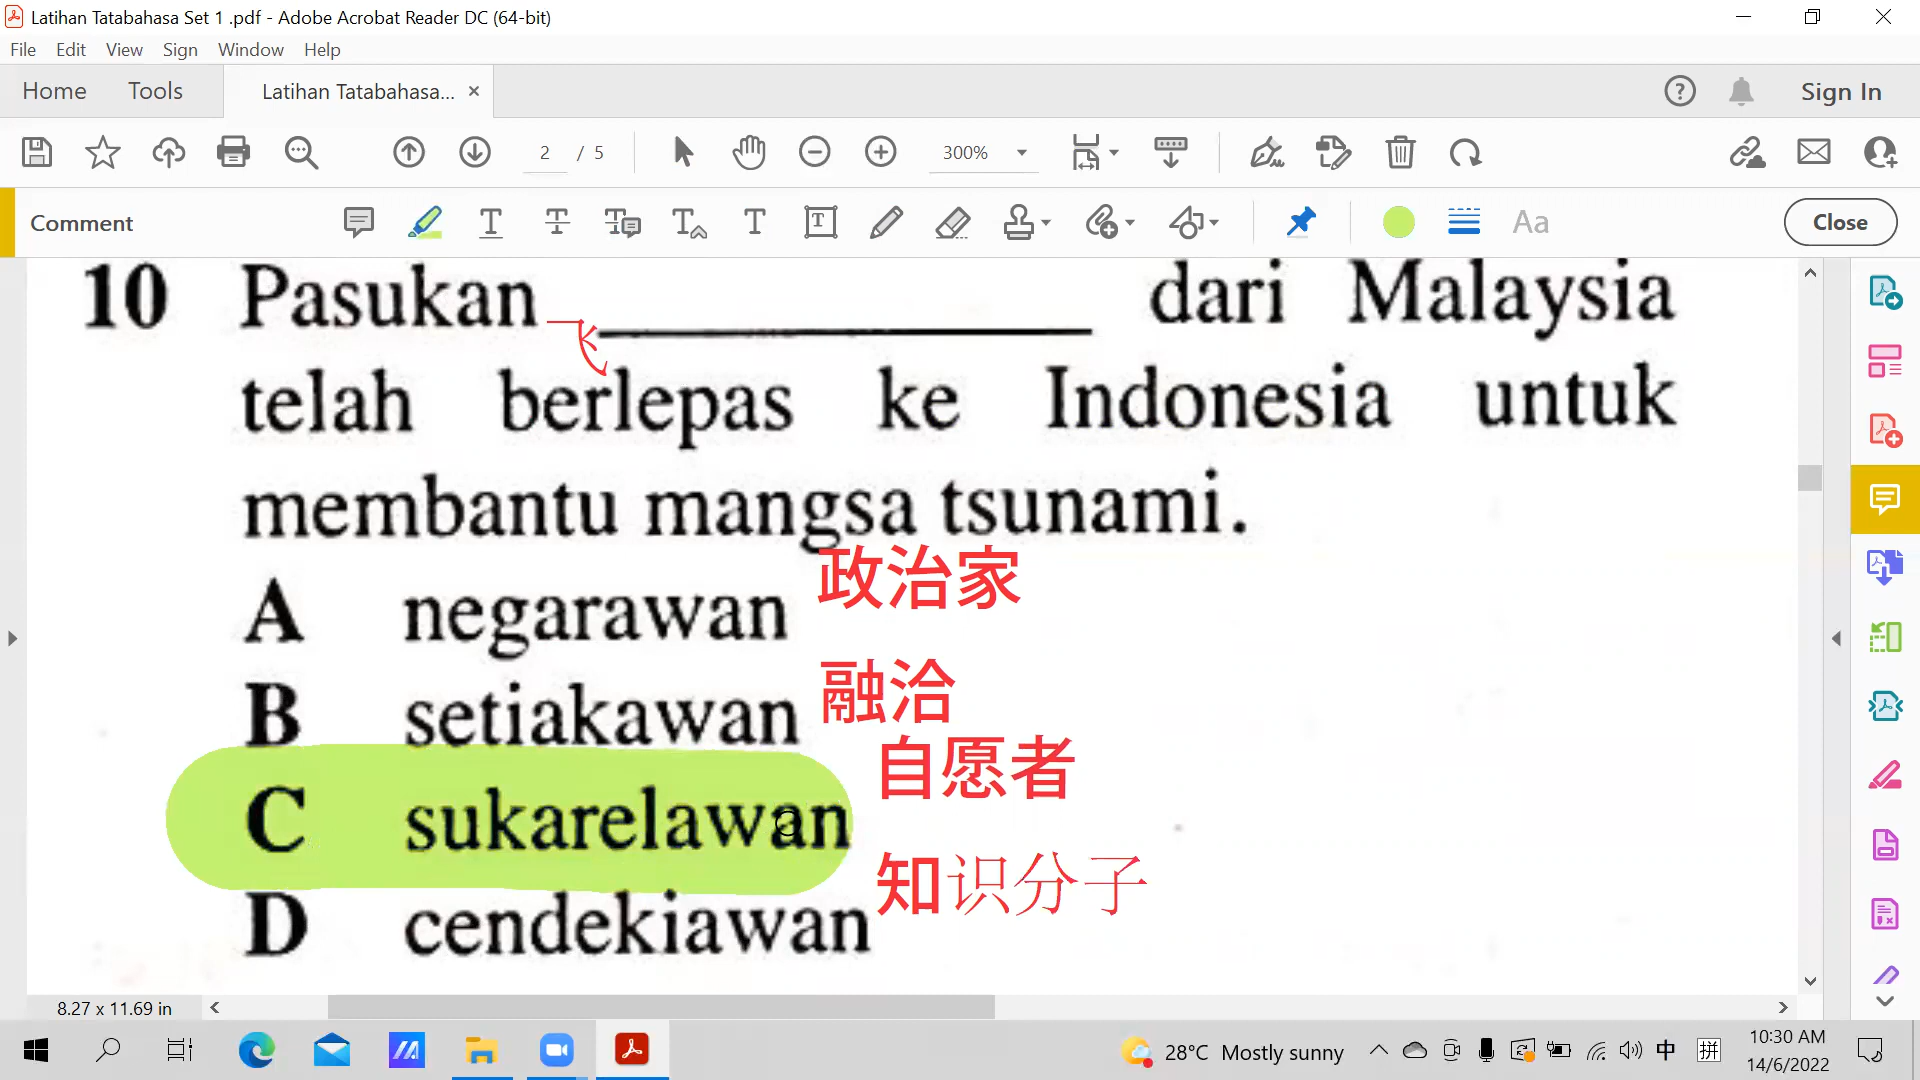 Latihan Tatabahasa Set 1 .pdf - Adobe Acrobat Reader DC (64-bit)
File Edit View Sign Window Help
Home Tools Latihan Tatabahasa... × Sign In
2 / 5 300%
Comment Aa Close
10 Pasukan ____________ dari Malaysia
telah berlepas ke Indonesia untuk
membantu mangsa tsunami.
A negarawan 政治家
B setiakawan 融洽
C sukarelawan 自愿者
D cendekiawan 知识分子
8.27 x 11.69 in
28°C Mostly sunny 中 拼 10:30 AM
14/6/2022